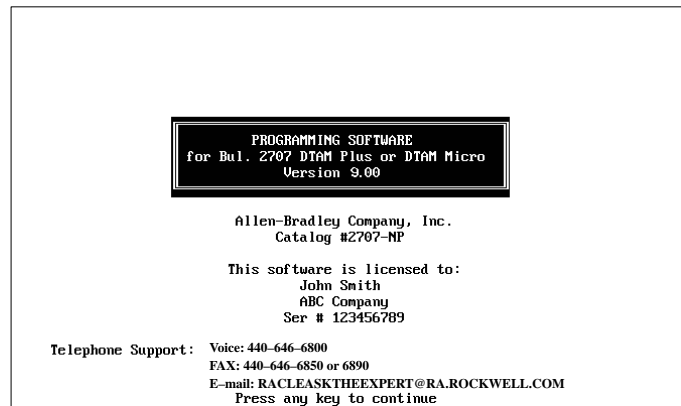 PROGRAMMING SOFTWARE
for Bul. 2707 DTAM Plus or DTAM Micro
Version 9.00
Allen-Bradley Company, Inc.
Catalog #2707-NP
This software is licensed to:
John Smith
ABC Company
Ser # 123456789
Telephone Support: Voice: 440–646–6800
FAX: 440–646–6850 or 6890
E–mail: RACLEASKTHEEXPERT@RA.ROCKWELL.COM
Press any key to continue